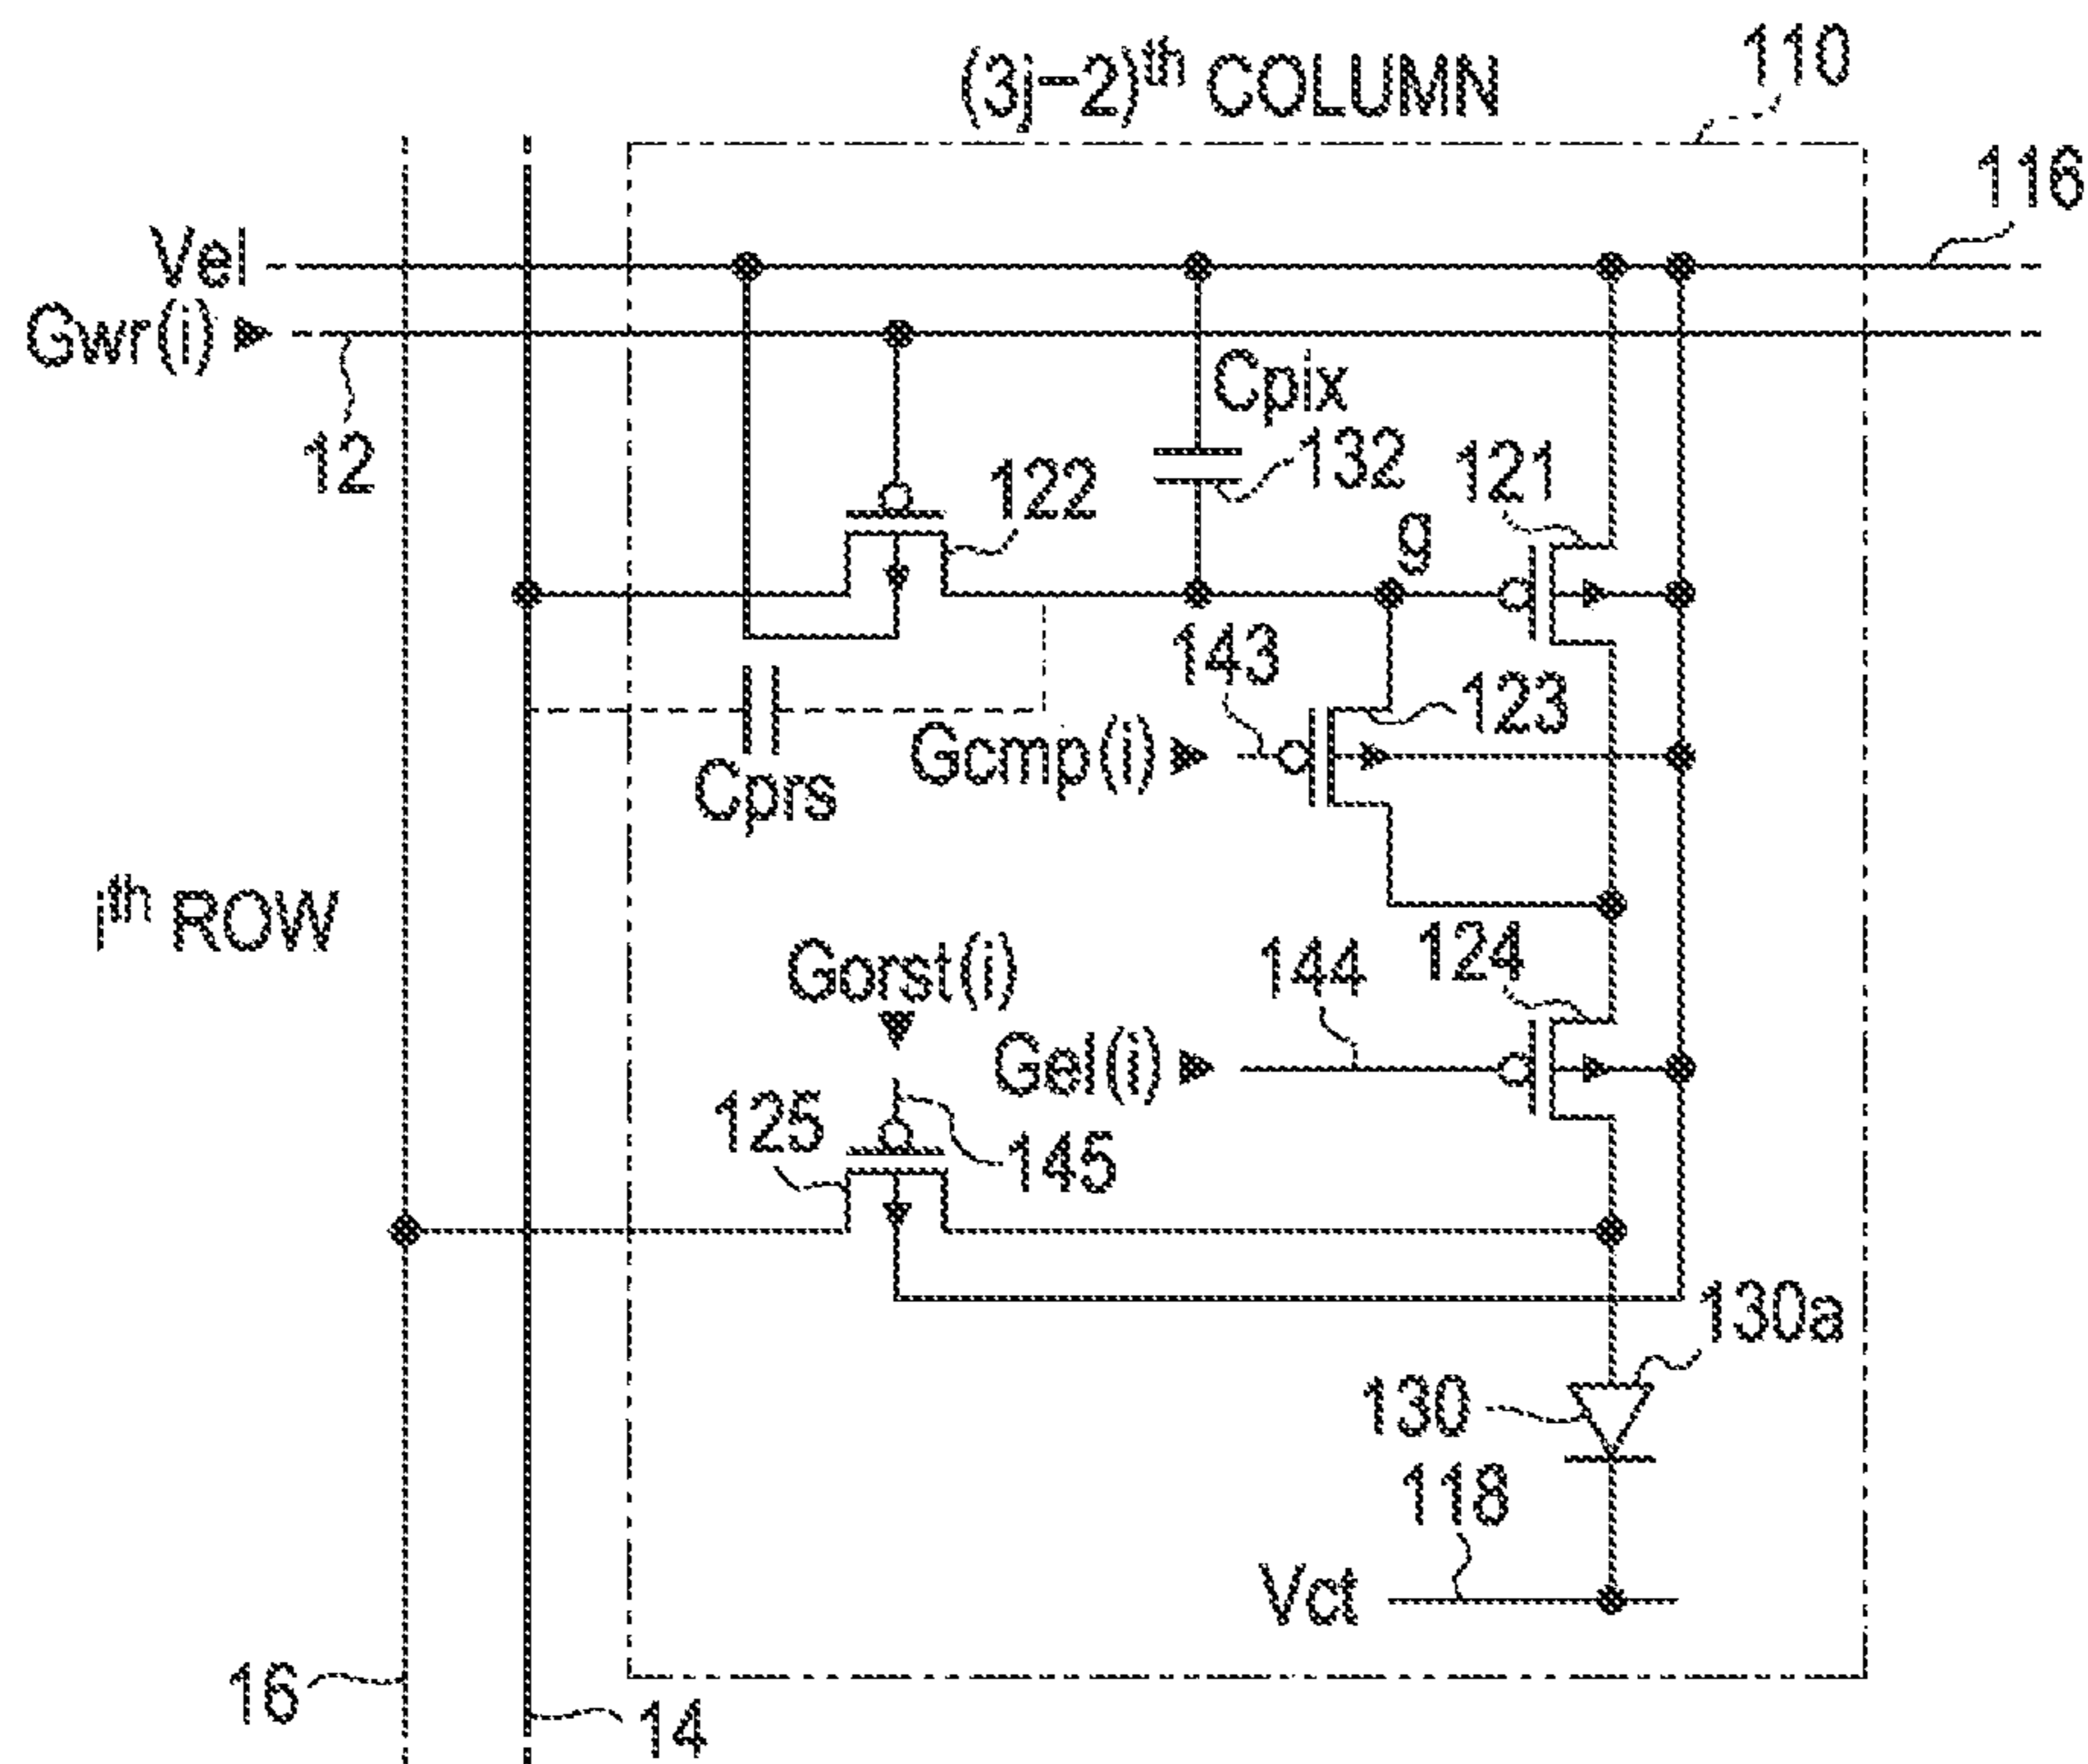 (3j-2)th COLUMN
110
116
Vel
Gwr(i)
12
Cpix
132
121
122
g
143
123
Gcmp(i)
Cprs
ith ROW
124
144
Gorst(i)
Gel(i)
125
145
130a
130
118
Vct
16
14